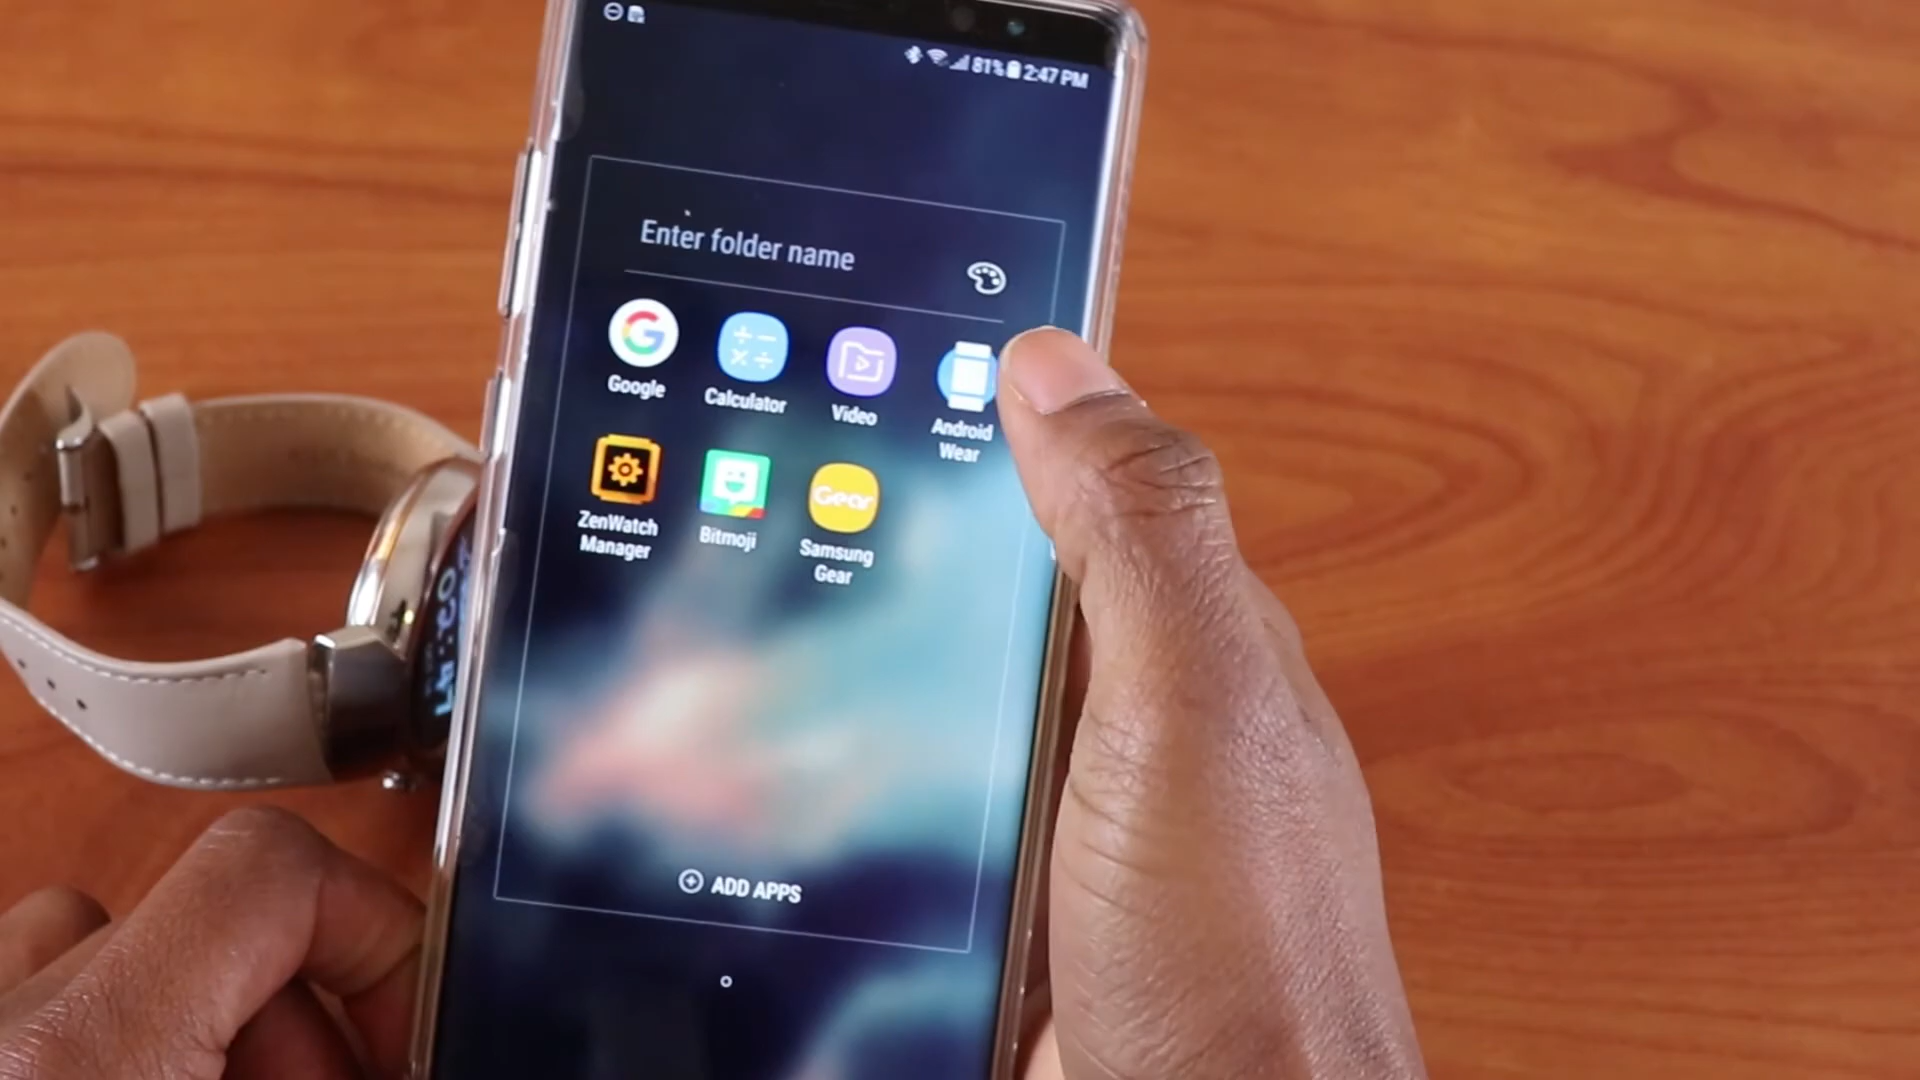 81% 2:47 PM
Enter folder name
Google
Calculator
Video
Android
Wear
ZenWatch
Manager
Bitmoji
Gear
Samsung
Gear
ADD APPS